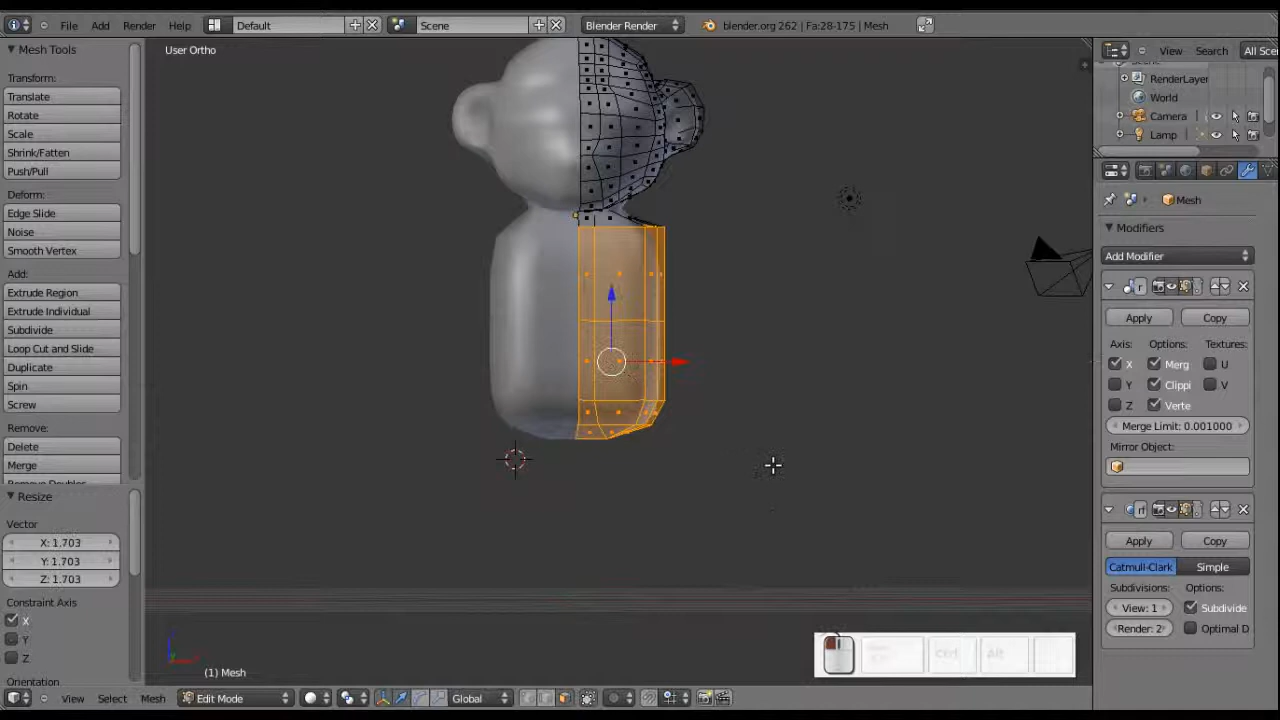 File Add Render Help Default Scene Blender Render blender.org 262 | Fa:28-175 | Mesh
Mesh Tools
Transform:
Translate
Rotate
Scale
Shrink/Fatten
Push/Pull
Deform:
Edge Slide
Noise
Smooth Vertex
Add:
Extrude Region
Extrude Individual
Subdivide
Loop Cut and Slide
Duplicate
Spin
Screw
Remove:
Delete
Merge
Remove Doubles
Resize
Vector
X: 1.703
Y: 1.703
Z: 1.703
Constraint Axis
X
Y
Z
Orientation
User Ortho
(1) Mesh
Ctrl Alt
View Select Mesh Edit Mode Global
View Search All Sce
RenderLayer
World
Camera
Lamp
Mesh
Modifiers
Add Modifier
Apply Copy
Axis: Options: Textures:
X Merg U
Y Clippi V
Z Verte
Merge Limit: 0.001000
Mirror Object:
Apply Copy
Catmull-Clark Simple
Subdivisions: Options:
View: 1 Subdivide
Render: 2 Optimal D